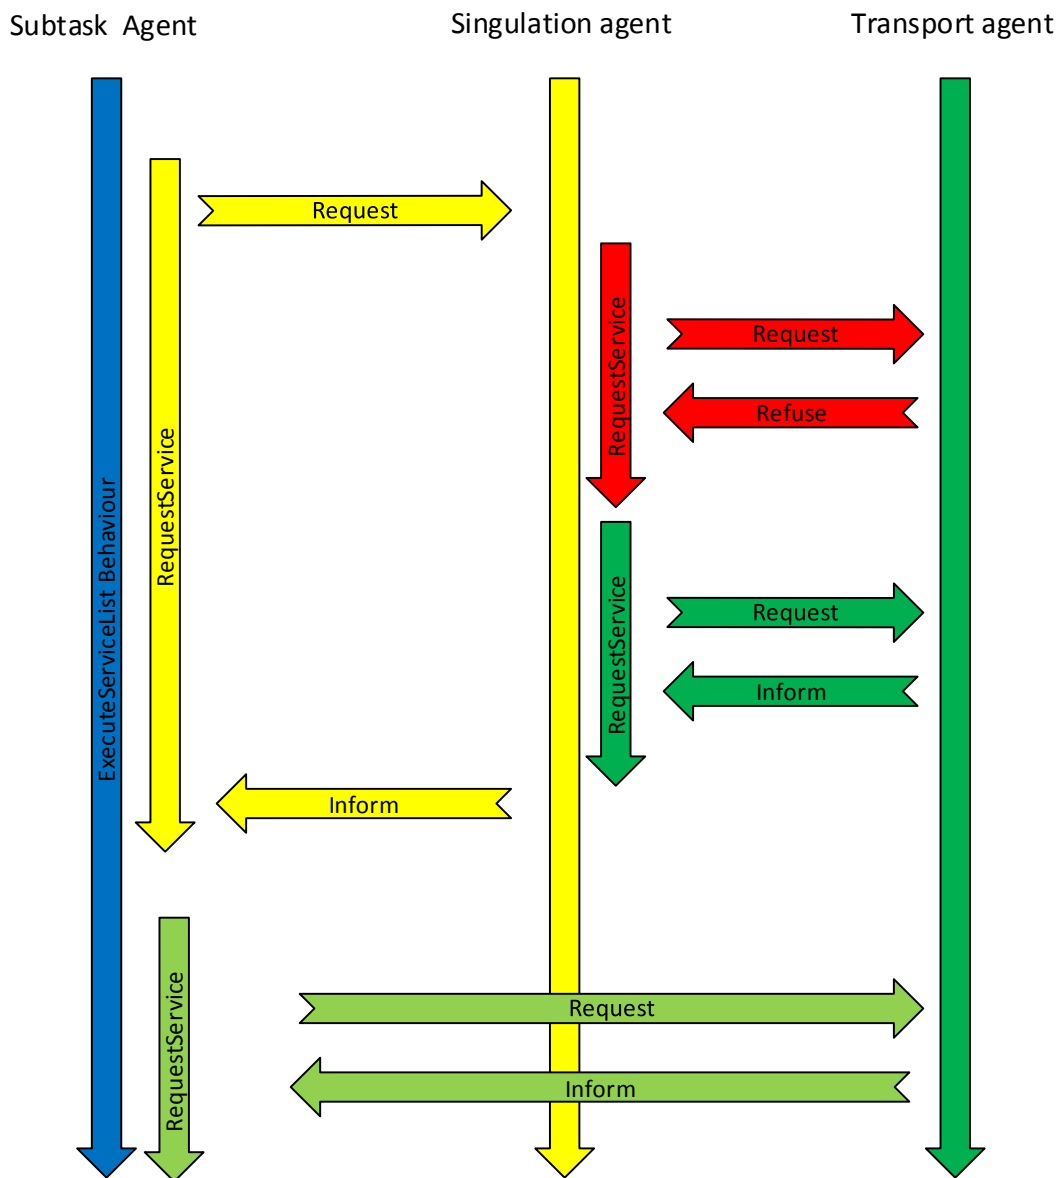 Subtask Agent
Singulation agent
Transport agent
Request
RequestService
Request
Refuse
RequestService
ExecuteServiceList Behaviour
RequestService
Request
Inform
Inform
RequestService
Request
Inform